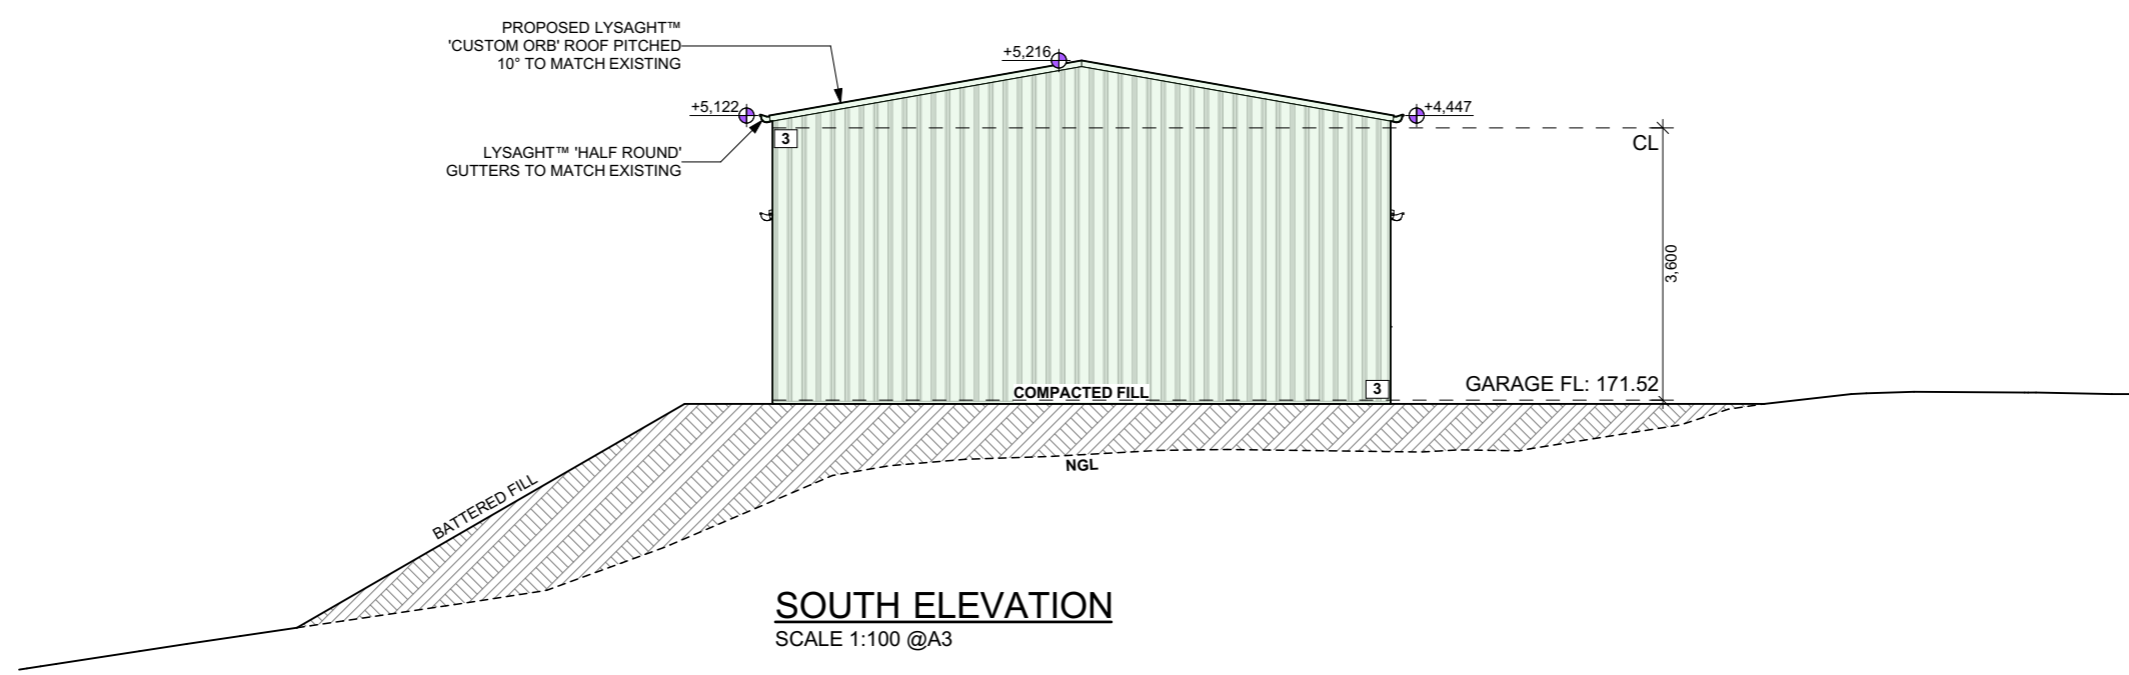 PROPOSED LYSAGHT™
'CUSTOM ORB' ROOF PITCHED
10° TO MATCH EXISTING
+5,216
+5,122
+4,447
3
CL
LYSAGHT™ 'HALF ROUND'
GUTTERS TO MATCH EXISTING
3,600
GARAGE FL: 171.52
3
COMPACTED FILL
NGL
BATTERED FILL
SOUTH ELEVATION
SCALE 1:100 @A3